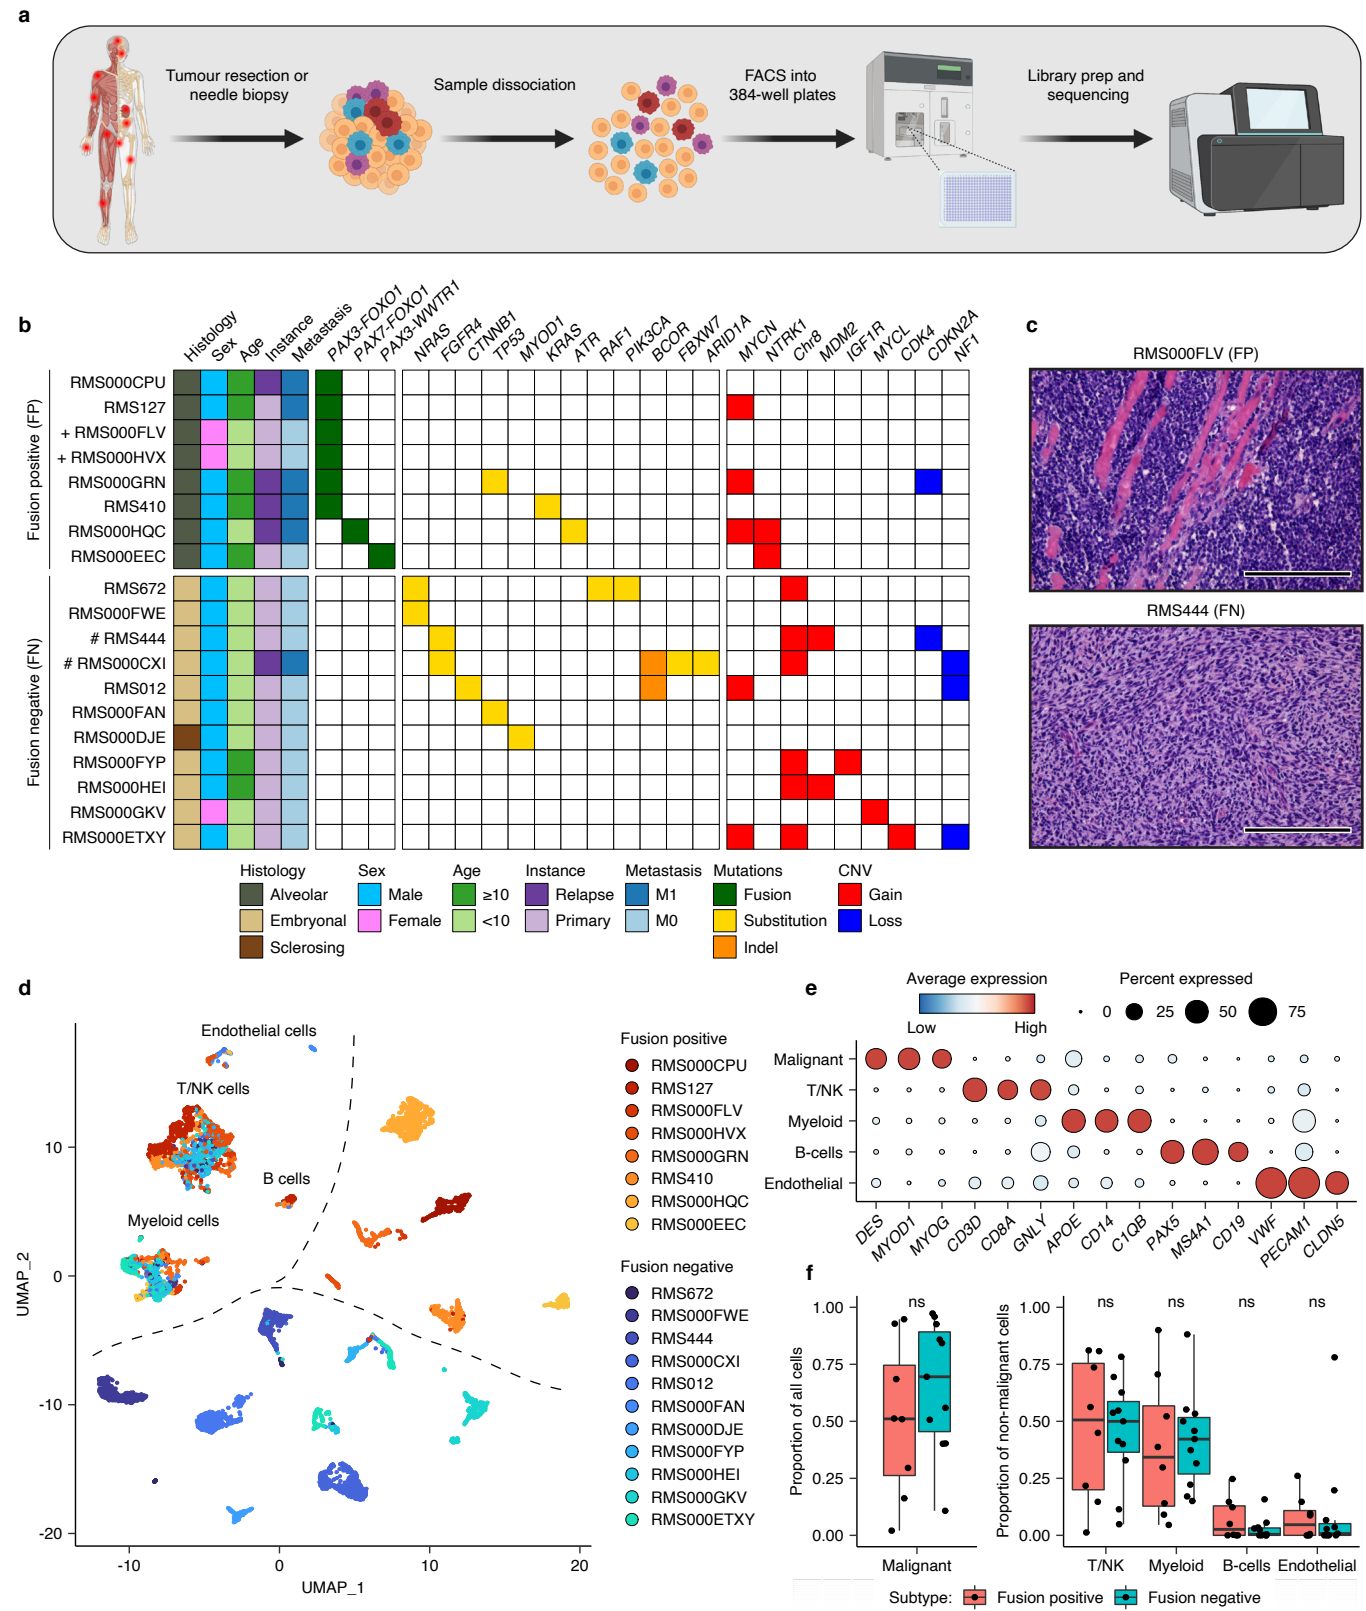 a
Tumour resection or
needle biopsy
Sample dissociation
FACS into
384-well plates
Library prep and
sequencing
b
Histology
Sex
Age
Instance
Metastasis
PAX3-FOXO1
PAX7-FOXO1
PAX3-WWTR1
NRAS
FGFR4
CTNNB1
TP53
MYOD1
KRAS
ATR
RAF1
PIK3CA
BCOR
FBXW7
ARID1A
MYCN
NTRK1
Chr8
MDM2
IGF1R
MYCL
CDK4
CDKN2A
NF1
Fusion positive (FP)
RMS000CPU
RMS127
+ RMS000FLV
+ RMS000HVX
RMS000GRN
RMS410
RMS000HQC
RMS000EEC
Fusion negative (FN)
RMS672
RMS000FWE
# RMS444
# RMS000CXI
RMS012
RMS000FAN
RMS000DJE
RMS000FYP
RMS000HEI
RMS000GKV
RMS000ETXY
Histology
Alveolar
Embryonal
Sclerosing
Sex
Male
Female
Age
≥10
<10
Instance
Relapse
Primary
Metastasis
M1
M0
Mutations
Fusion
Substitution
Indel
CNV
Gain
Loss
c
RMS000FLV (FP)
RMS444 (FN)
d
Endothelial cells
T/NK cells
B cells
Myeloid cells
UMAP_2
10
0
-10
-20
-10
0
10
20
UMAP_1
Fusion positive
RMS000CPU
RMS127
RMS000FLV
RMS000HVX
RMS000GRN
RMS410
RMS000HQC
RMS000EEC
Fusion negative
RMS672
RMS000FWE
RMS444
RMS000CXI
RMS012
RMS000FAN
RMS000DJE
RMS000FYP
RMS000HEI
RMS000GKV
RMS000ETXY
e
Average expression
Low
High
Percent expressed
0
25
50
75
Malignant
T/NK
Myeloid
B-cells
Endothelial
DES
MYOD1
MYOG
CD3D
CD8A
GNLY
APOE
CD14
C1QB
PAX5
MS4A1
CD19
VWF
PECAM1
CLDN5
f
Proportion of all cells
1.00
0.75
0.50
0.25
0.00
ns
Malignant
Proportion of non-malignant cells
1.00
0.75
0.50
0.25
0.00
ns
ns
ns
ns
T/NK
Myeloid
B-cells
Endothelial
Subtype:
Fusion positive
Fusion negative